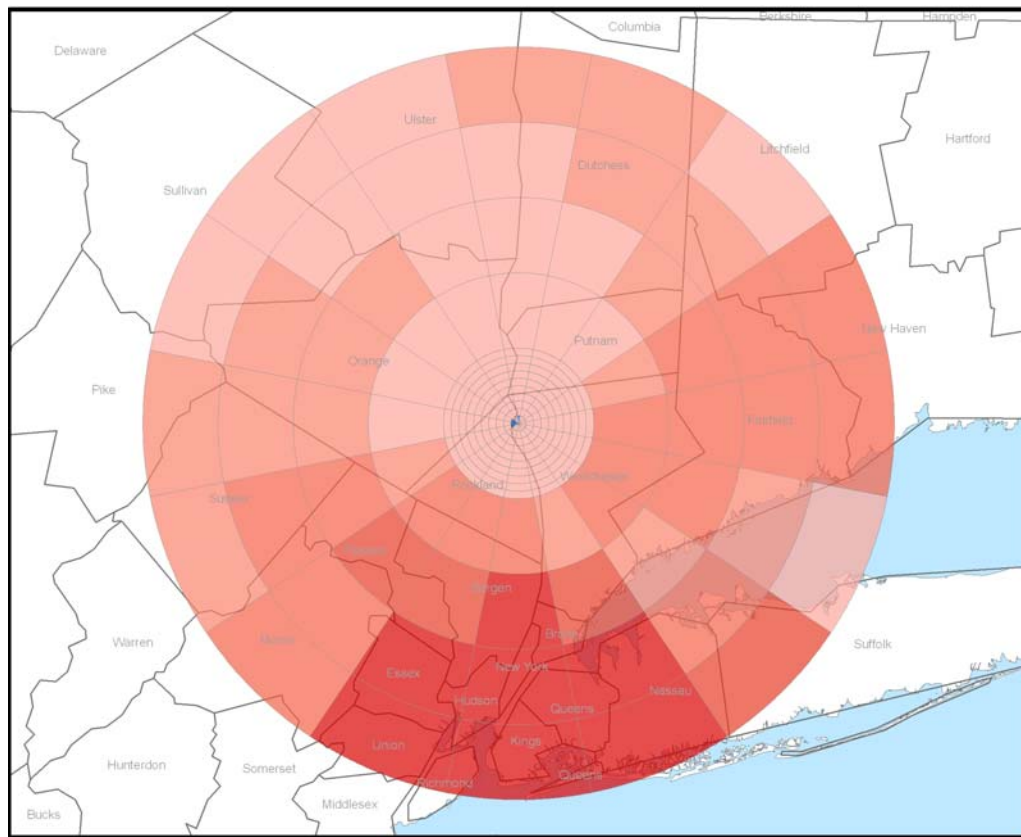 Columbia
Berkshire
Hampden
Delaware
Ulster
Hartford
Litchfield
Dutchess
Sullivan
New Haven
Putnam
Orange
Pike
Fairfield
Westchester
Rockland
Sussex
Passaic
Bergen
Warren
Morris
Bronx
Suffolk
New York
Essex
Nassau
Hudson
Queens
Kings
Union
Hunterdon
Somerset
Queens
Richmond
Middlesex
Bucks